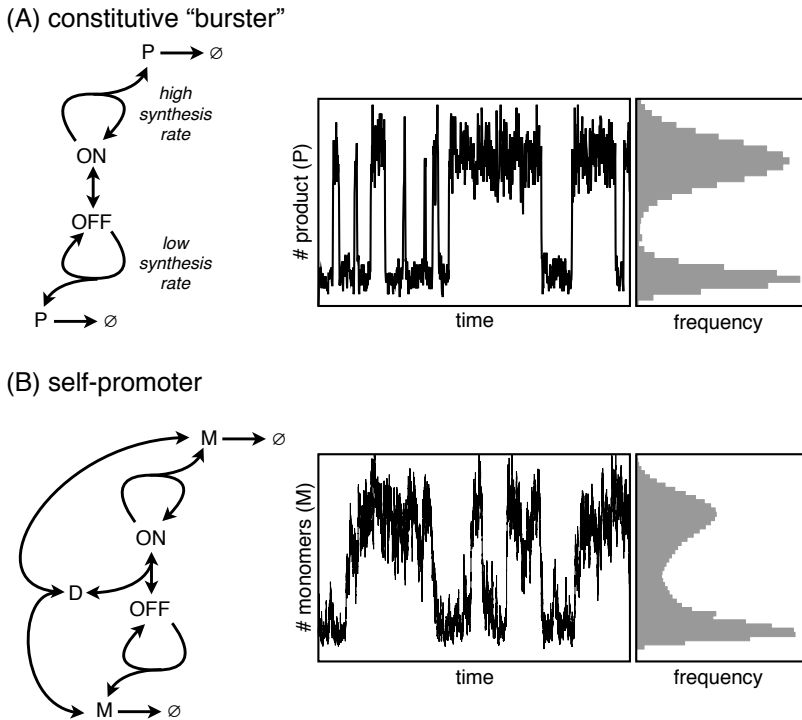 (A) constitutive “burster”
P ∅
high
synthesis
rate
ON
OFF
low
synthesis
rate
P ∅
# product (P)
time
frequency
(B) self-promoter
M ∅
ON
D
OFF
M ∅
# monomers (M)
time
frequency